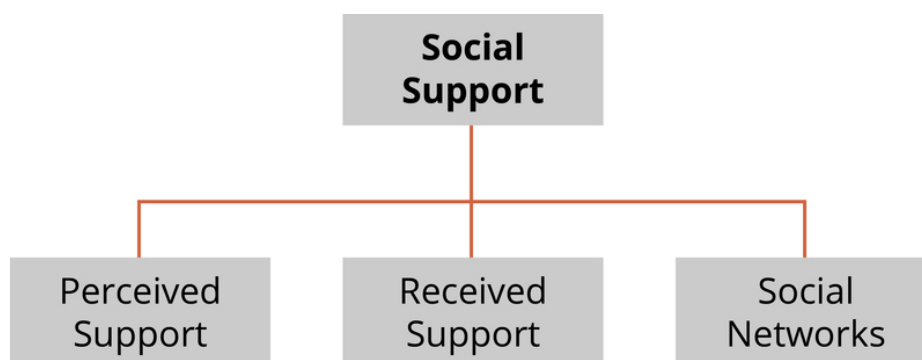 Social
Support
Perceived
Support
Received
Support
Social
Networks